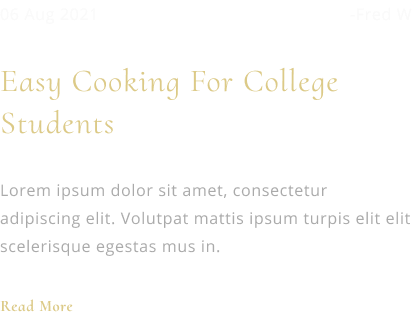 08 Aug 2021 Fred W
Easy Cooking For College
Students
Lorem ipsum dolor sit amet, consectetur
adipiscing elit. Volutpat mattis ipsum turpis elit elit
scelerisque egestas mus in.
Read More